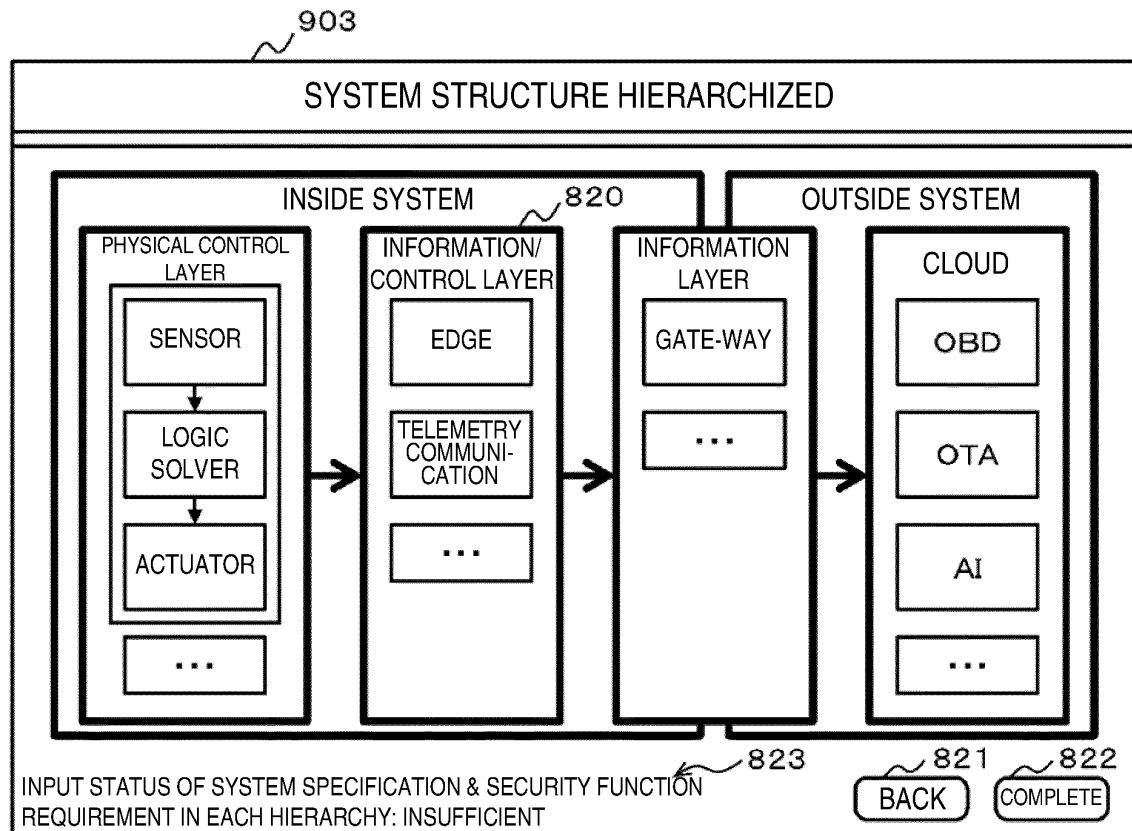 903
SYSTEM STRUCTURE HIERARCHIZED
INSIDE SYSTEM
820
OUTSIDE SYSTEM
PHYSICAL CONTROL
LAYER
SENSOR
LOGIC
SOLVER
ACTUATOR
...
INFORMATION/
CONTROL LAYER
EDGE
TELEMETRY
COMMUNI-
CATION
...
INFORMATION
LAYER
GATE-WAY
...
CLOUD
OBD
OTA
AI
...
INPUT STATUS OF SYSTEM SPECIFICATION & SECURITY FUNCTION
REQUIREMENT IN EACH HIERARCHY: INSUFFICIENT
823
821
822
BACK
COMPLETE